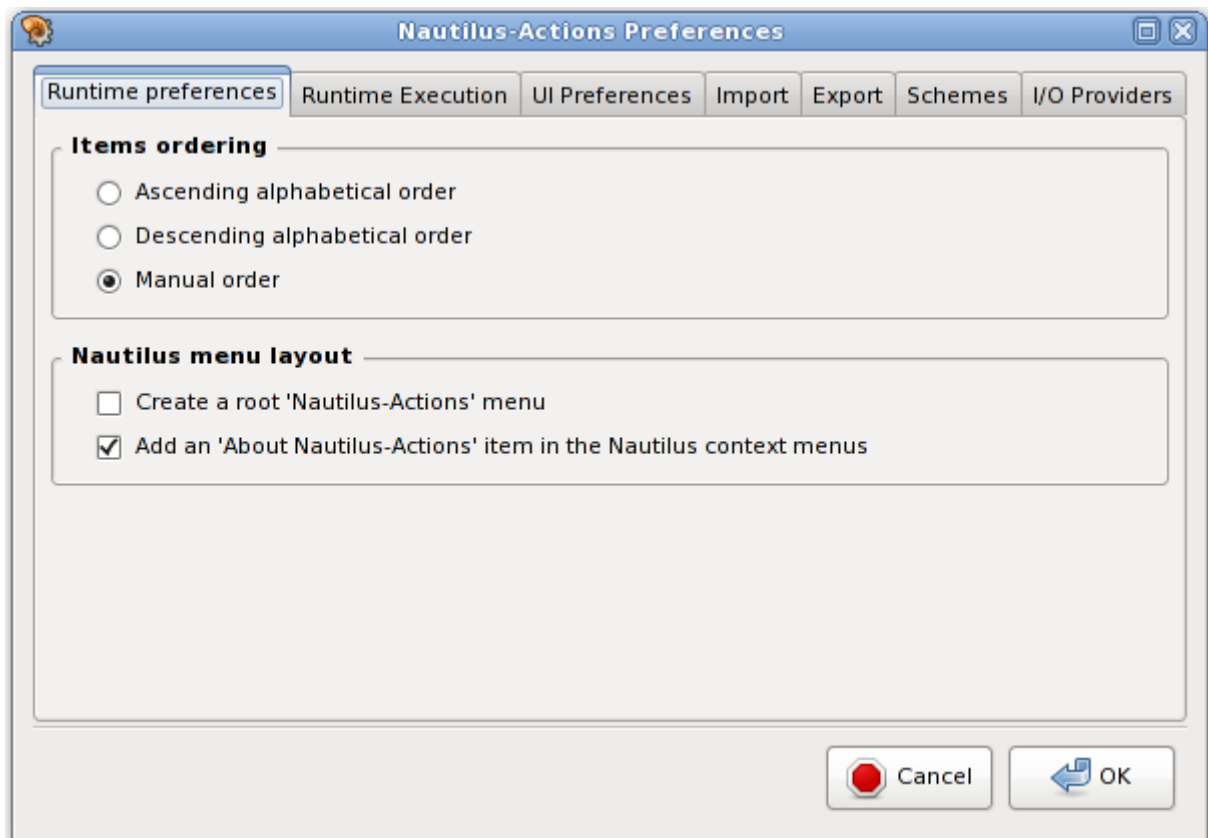 Nautilus-Actions Preferences
Runtime preferences Runtime Execution UI Preferences Import Export Schemes I/O Providers
Items ordering
Ascending alphabetical order
Descending alphabetical order
Manual order
Nautilus menu layout
Create a root 'Nautilus-Actions' menu
Add an 'About Nautilus-Actions' item in the Nautilus context menus
Cancel OK